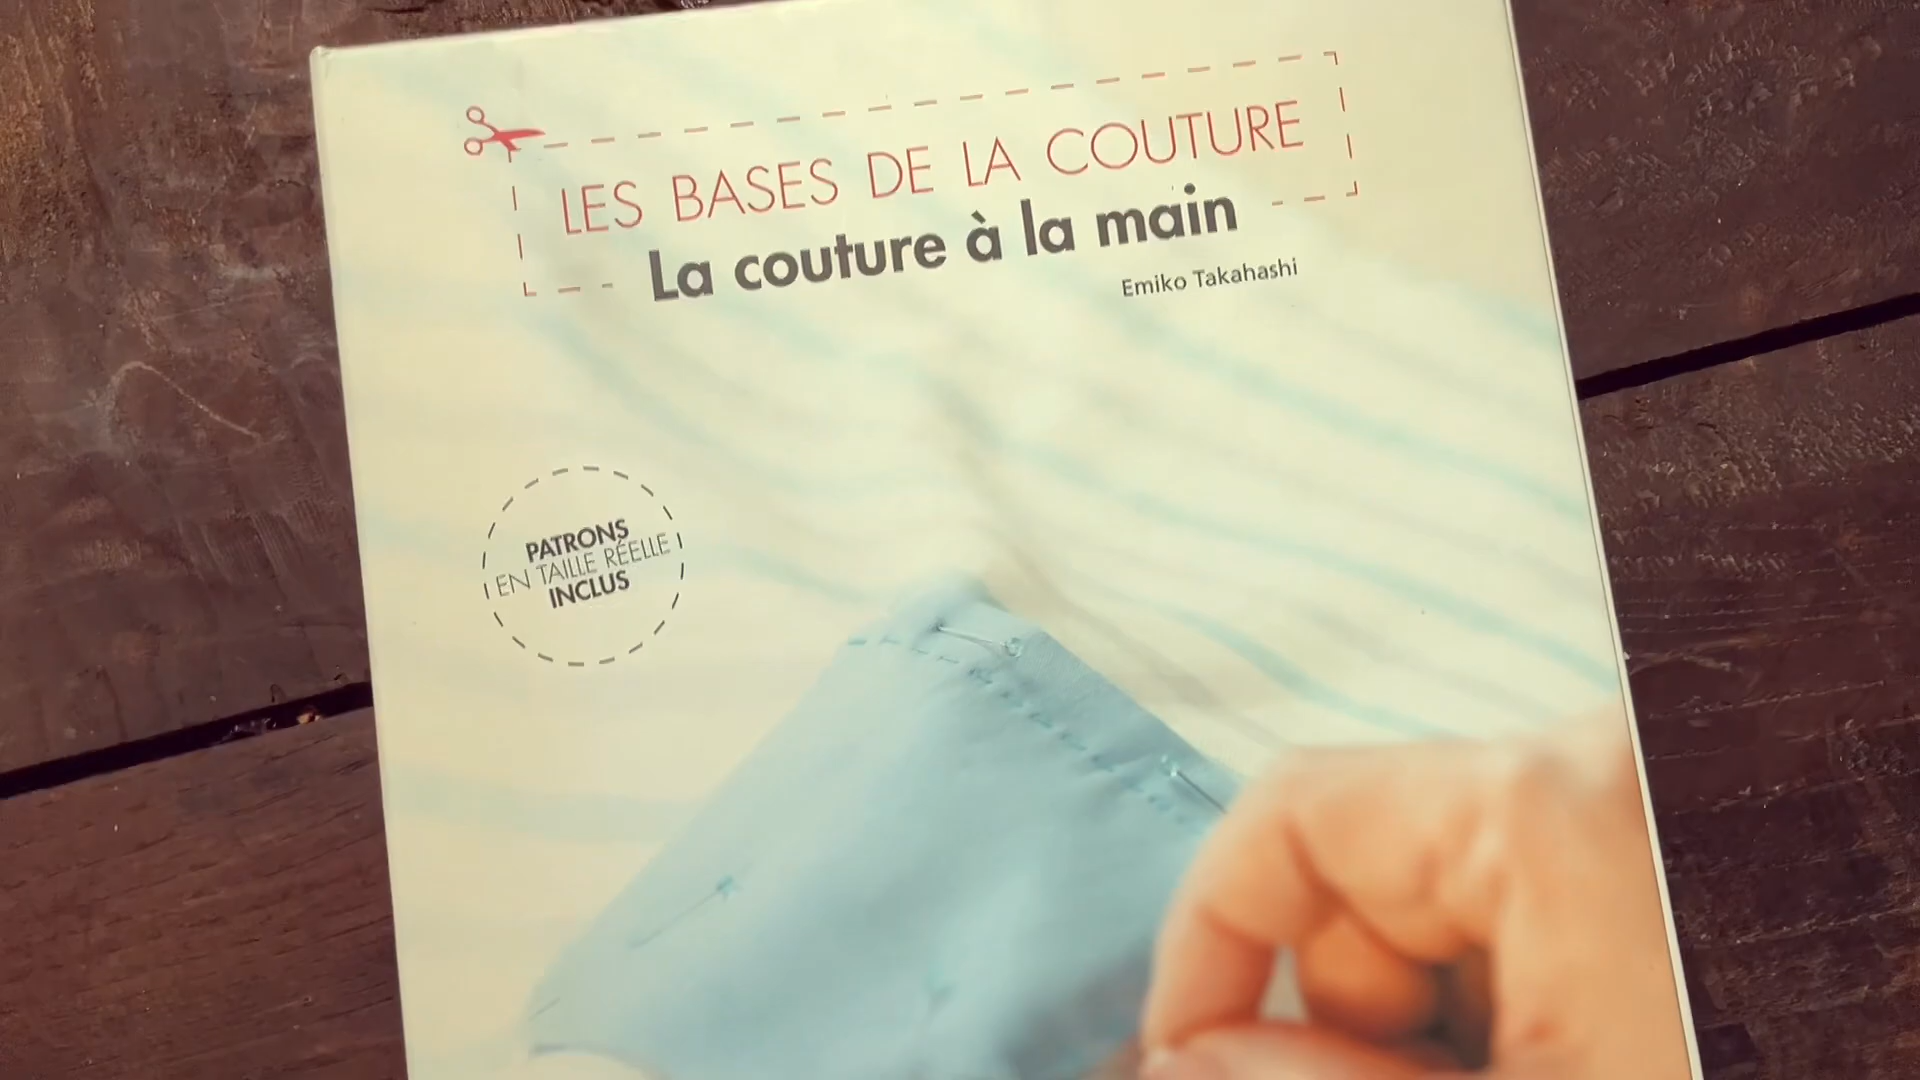 LES BASES DE LA COUTURE
La couture à la main
Emiko Takahashi
PATRONS
EN TAILLE RÉELLE
INCLUS